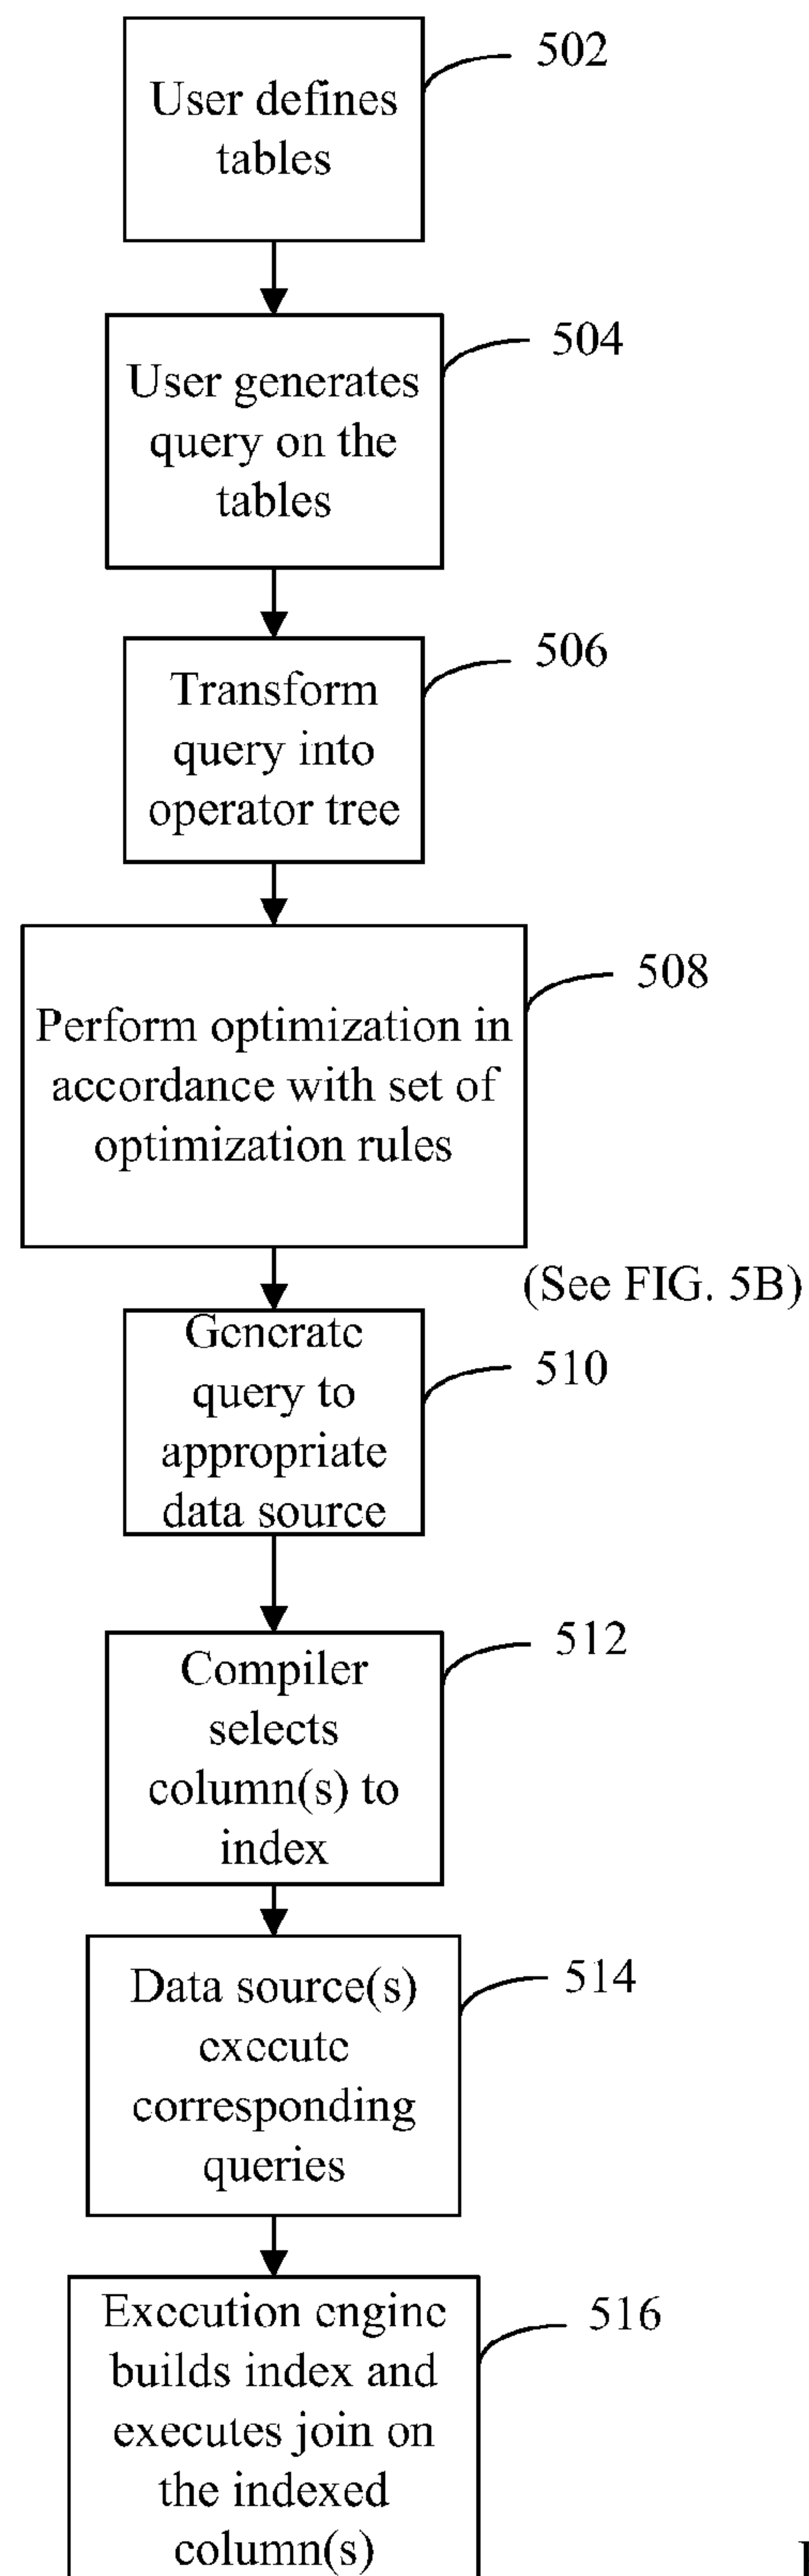 502
User defines
tables
504
User generates
query on the
tables
506
Transform
query into
operator tree
508
Perform optimization in
accordance with set of
optimization rules
(See FIG. 5B)
510
Generate
query to
appropriate
data source
512
Compiler
selects
column(s) to
index
514
Data source(s)
execute
corresponding
queries
516
Execution engine
builds index and
executes join on
the indexed
column(s)